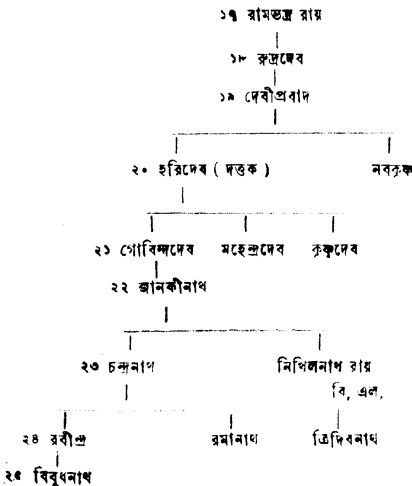 ১৭ রামভদ্র রায়
১৮ রুদ্রদেব
১৯ দেবীপ্রবাদ
২০ হরিদেব ( দত্তক ) নবকৃষ্ণ
২১ গোবিন্দদেব মহেন্দ্রদেব কৃষ্ণদেব
২২ জানকীনাথ
২৩ চন্দ্রনাথ নিখিলনাথ রায়
বি, এল,
২৪ রবীন্দ্র রমানাথ ত্রিদিবনাথ
২৫ বিবুধনাথ